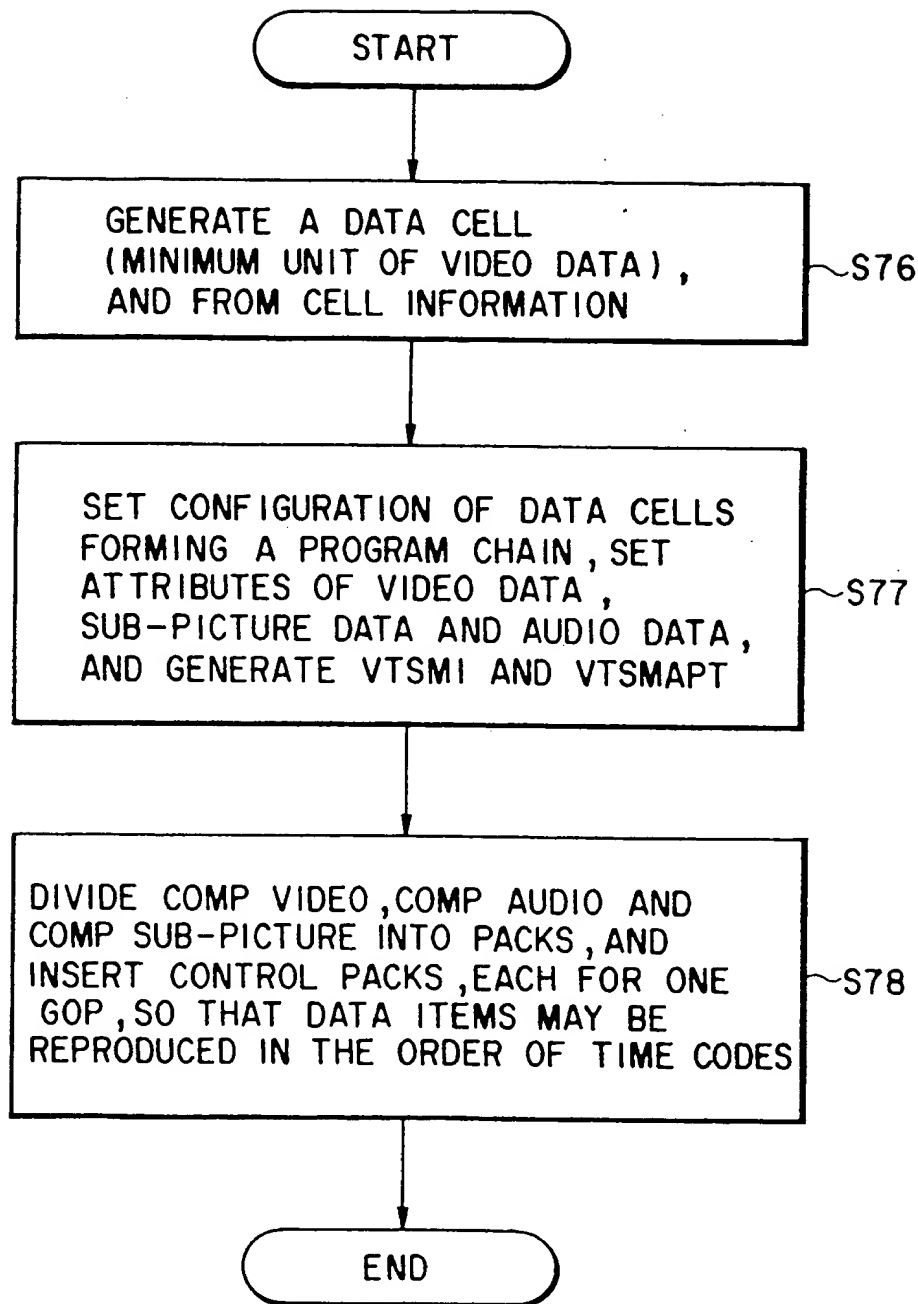 START
GENERATE A DATA CELL
(MINIMUM UNIT OF VIDEO DATA),
AND FROM CELL INFORMATION
S76
SET CONFIGURATION OF DATA CELLS
FORMING A PROGRAM CHAIN, SET
ATTRIBUTES OF VIDEO DATA,
SUB-PICTURE DATA AND AUDIO DATA,
AND GENERATE VTSMI AND VTSMAPT
S77
DIVIDE COMP VIDEO, COMP AUDIO AND
COMP SUB-PICTURE INTO PACKS, AND
INSERT CONTROL PACKS, EACH FOR ONE
GOP, SO THAT DATA ITEMS MAY BE
REPRODUCED IN THE ORDER OF TIME CODES
S78
END